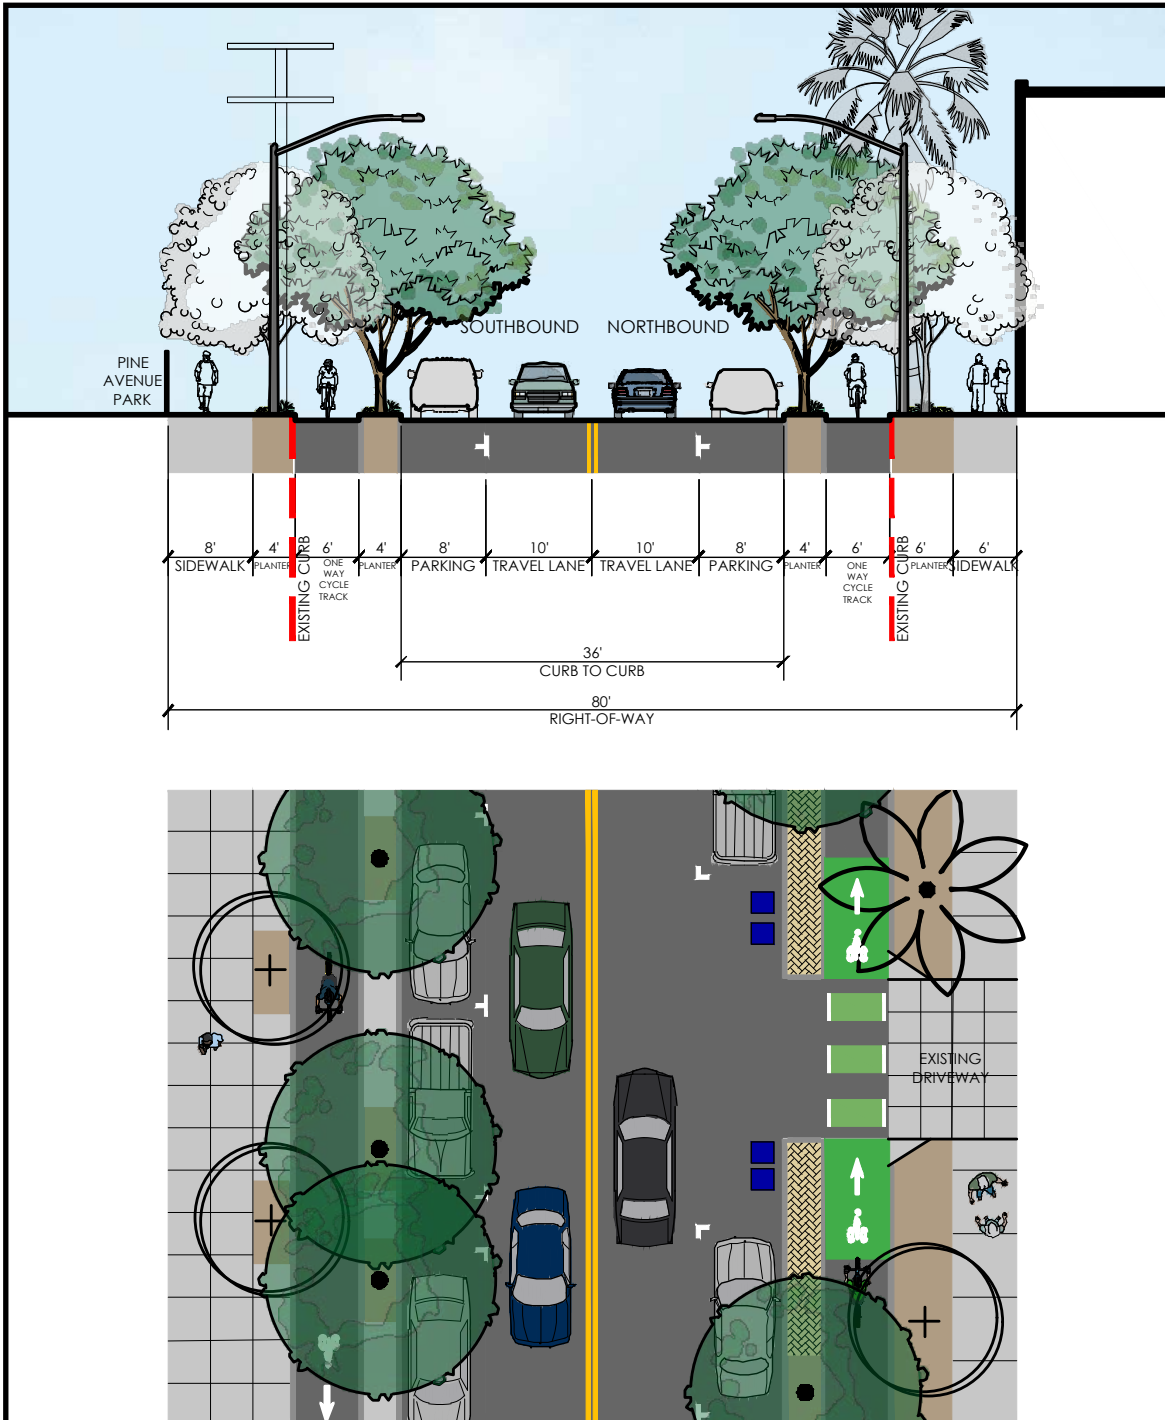 SOUTHBOUND NORTHBOUND
PINE
AVENUE
PARK
8' 4' 6' 4' 8' 10' 10' 8' 4' 6' 6' 6'
SIDEWALK PLANTER ONE
WAY
CYCLE
TRACK
PLANTER PARKING TRAVEL LANE TRAVEL LANE PARKING PLANTER ONE
WAY
CYCLE
TRACK
PLANTER SIDEWALK
EXISTING CURB
EXISTING CURB
36'
CURB TO CURB
80'
RIGHT-OF-WAY
EXISTING
DRIVEWAY